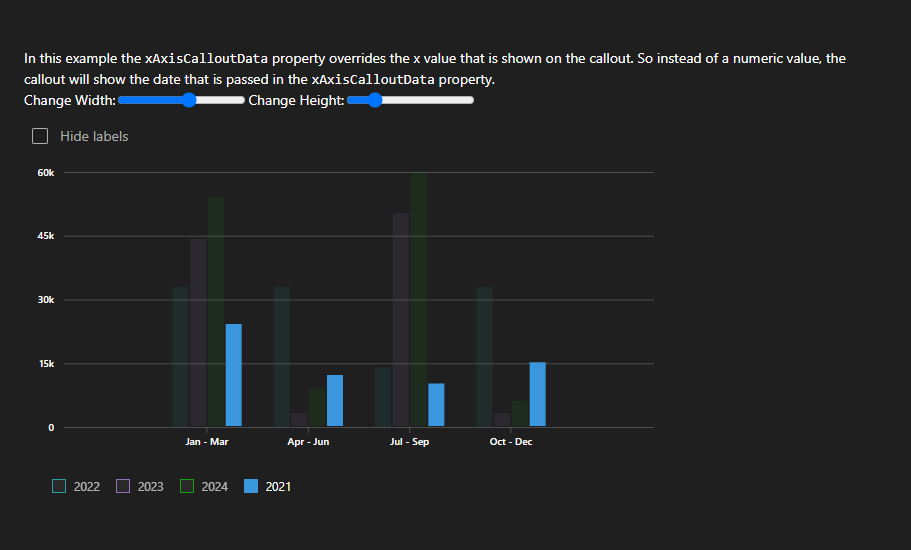 In this example the xAxisCalloutData property overrides the x value that is shown on the callout. So instead of a numeric value, the
callout will show the date that is passed in the xAxisCalloutData property.
Change Width: Change Height:
Hide labels
60k
45k
30k
15k
0
Jan - Mar Apr - Jun Jul - Sep Oct - Dec
2022 2023 2024 2021